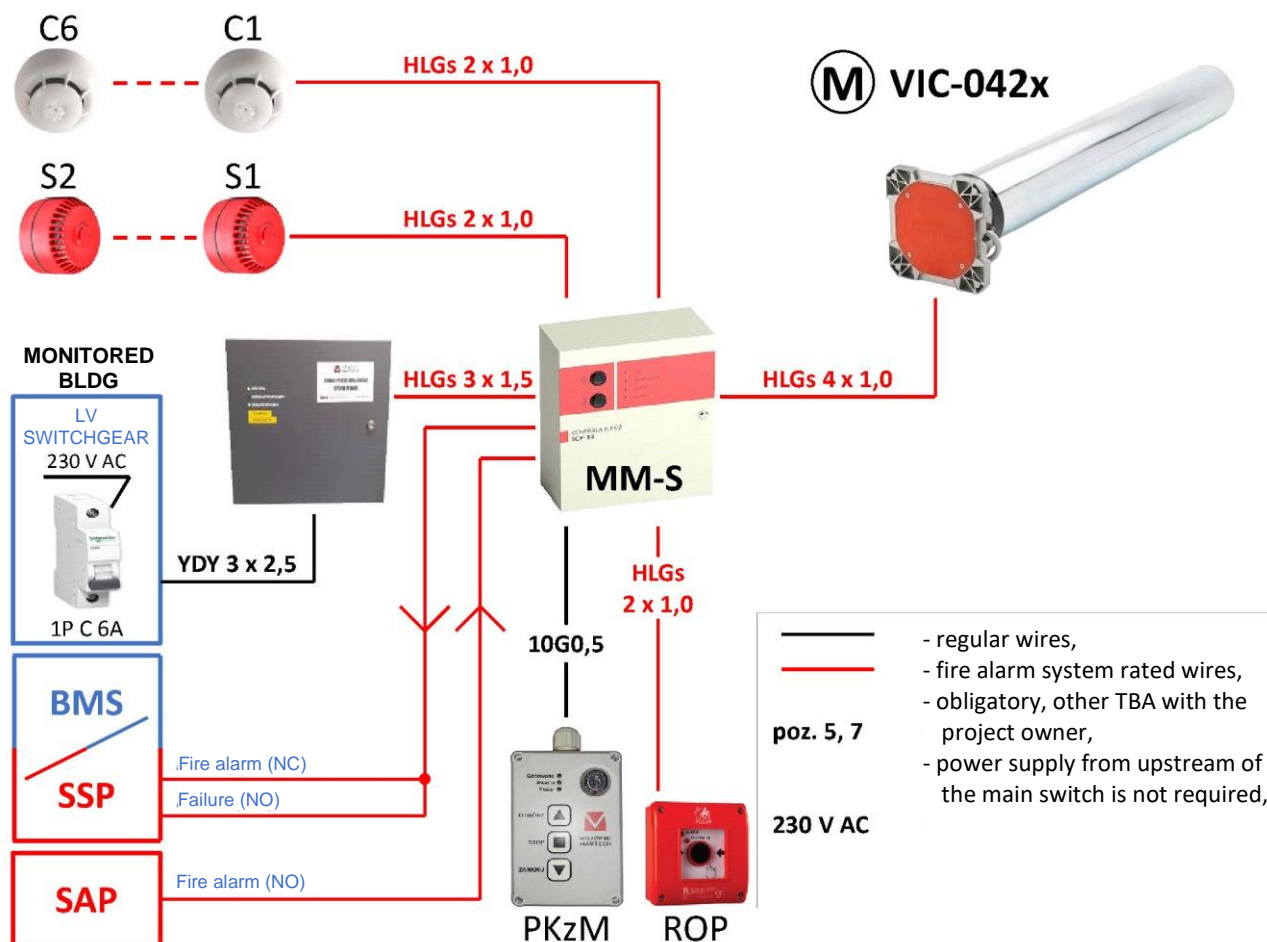 C6
C1
HLGs 2 x 1,0
M
VIC-042x
S2
S1
HLGs 2 x 1,0
MONITORED
BLDG
LV
SWITCHGEAR
230 V AC
1P C 6A
HLGs 3 x 1,5
HLGs 4 x 1,0
MM-S
YDY 3 x 2,5
HLGs
2 x 1,0
10G0,5
BMS
SSP
Fire alarm (NC)
Failure (NO)
SAP
Fire alarm (NO)
STOP
PKzM
ROP
- regular wires,
- fire alarm system rated wires,
poz. 5, 7
- obligatory, other TBA with the
project owner,
230 V AC
- power supply from upstream of
the main switch is not required,